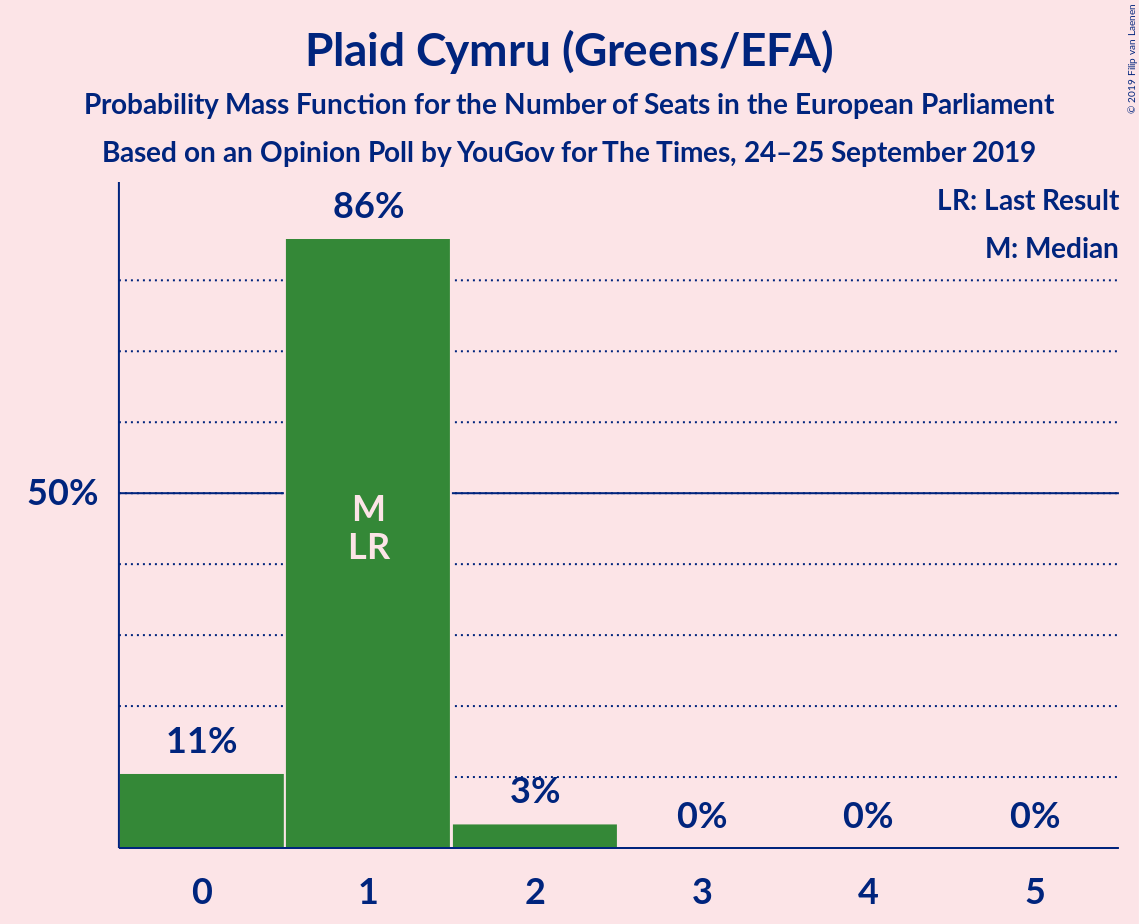 Plaid Cymru (Greens/EFA)
Probability Mass Function for the Number of Seats in the European Parliament
Based on an Opinion Poll by YouGov for The Times, 24–25 September 2019
© 2019 Filip van Laenen
LR: Last Result
M: Median
86%
50%
M
LR
11%
3%
0%
0%
0%
0
1
2
3
4
5